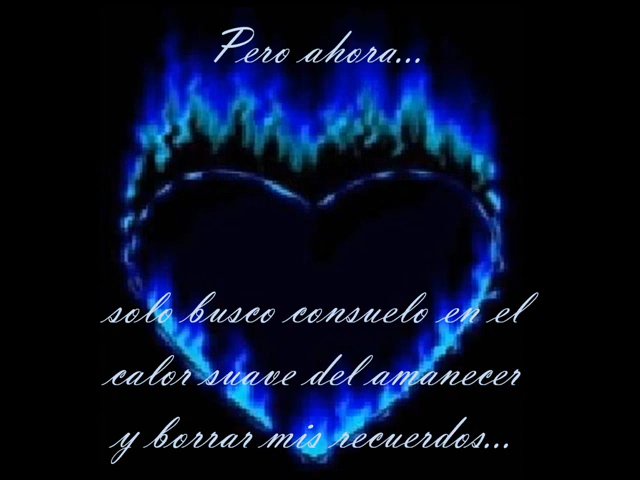 Pero ahora...
solo busco consuelo en el
calor suave del amanecer
y borrar mis recuerdos...